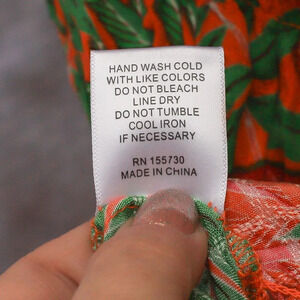 HAND WASH COLD
WITH LIKE COLORS
DO NOT BLEACH
LINE DRY
DO NOT TUMBLE
COOL IRON
IF NECESSARY
RN 155730
MADE IN CHINA